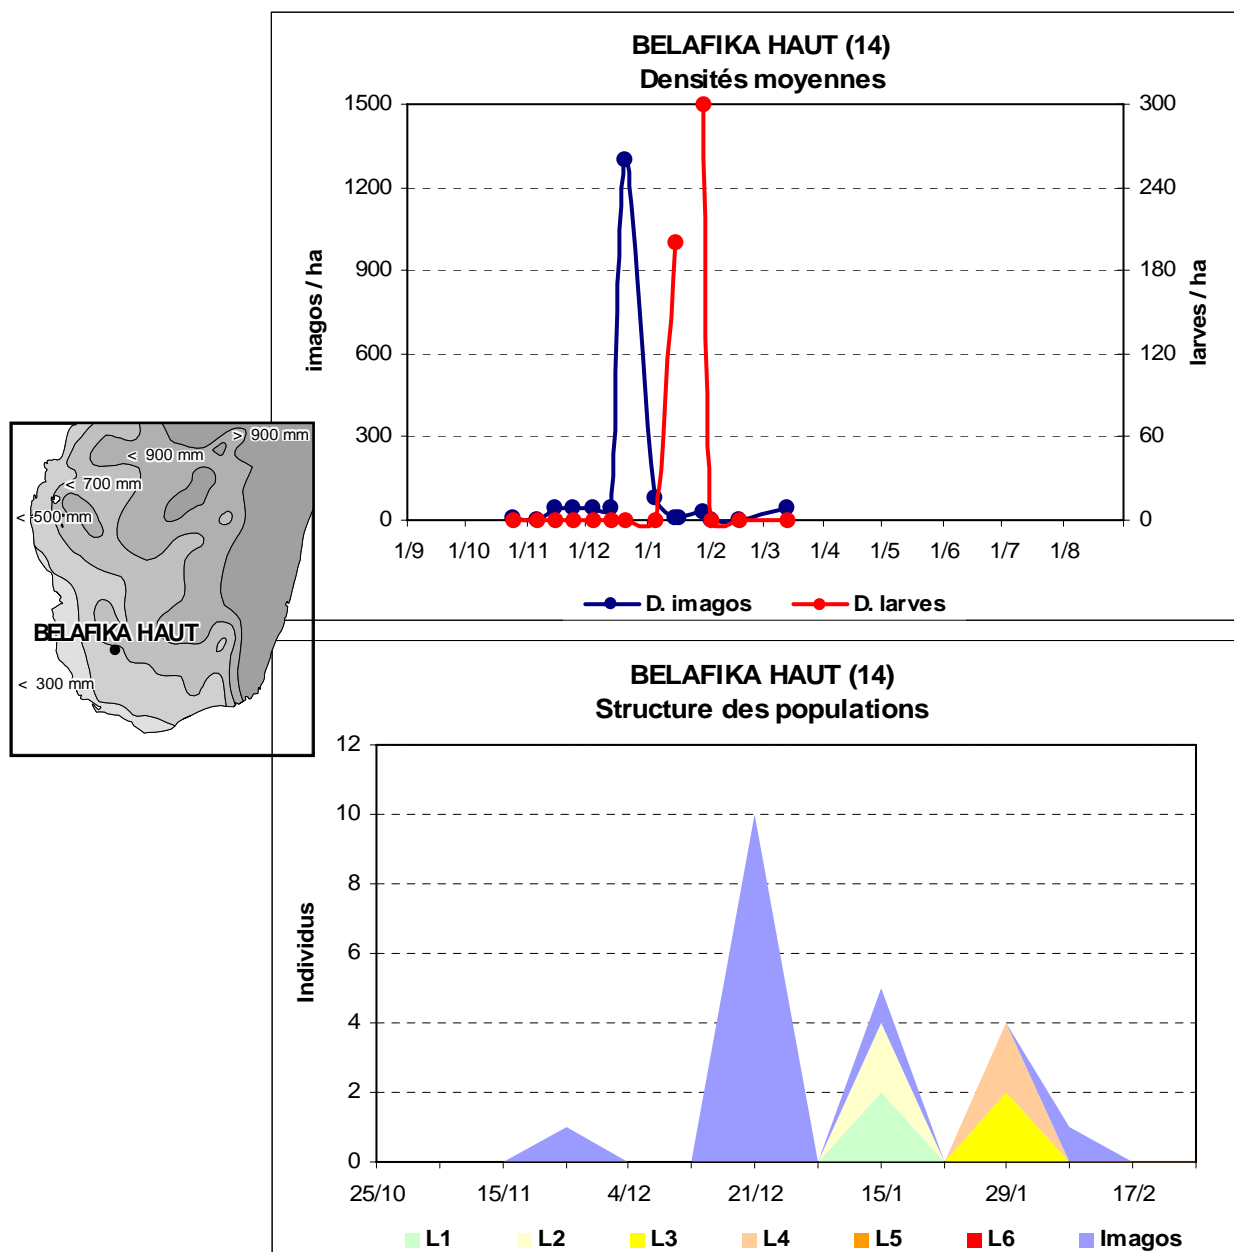 BELAFIKA HAUT (14)
Densités moyennes
imagos / ha
1500
1200
900
600
300
0
larves / ha
300
240
180
120
60
0
1/9 1/10 1/11 1/12 1/1 1/2 1/3 1/4 1/5 1/6 1/7 1/8
D. imagos D. larves
> 900 mm
< 900 mm
< 700 mm
< 500 mm
BELAFIKA HAUT
< 300 mm
BELAFIKA HAUT (14)
Structure des populations
Individus
12
10
8
6
4
2
0
25/10 15/11 4/12 21/12 15/1 29/1 17/2
L1 L2 L3 L4 L5 L6 Imagos